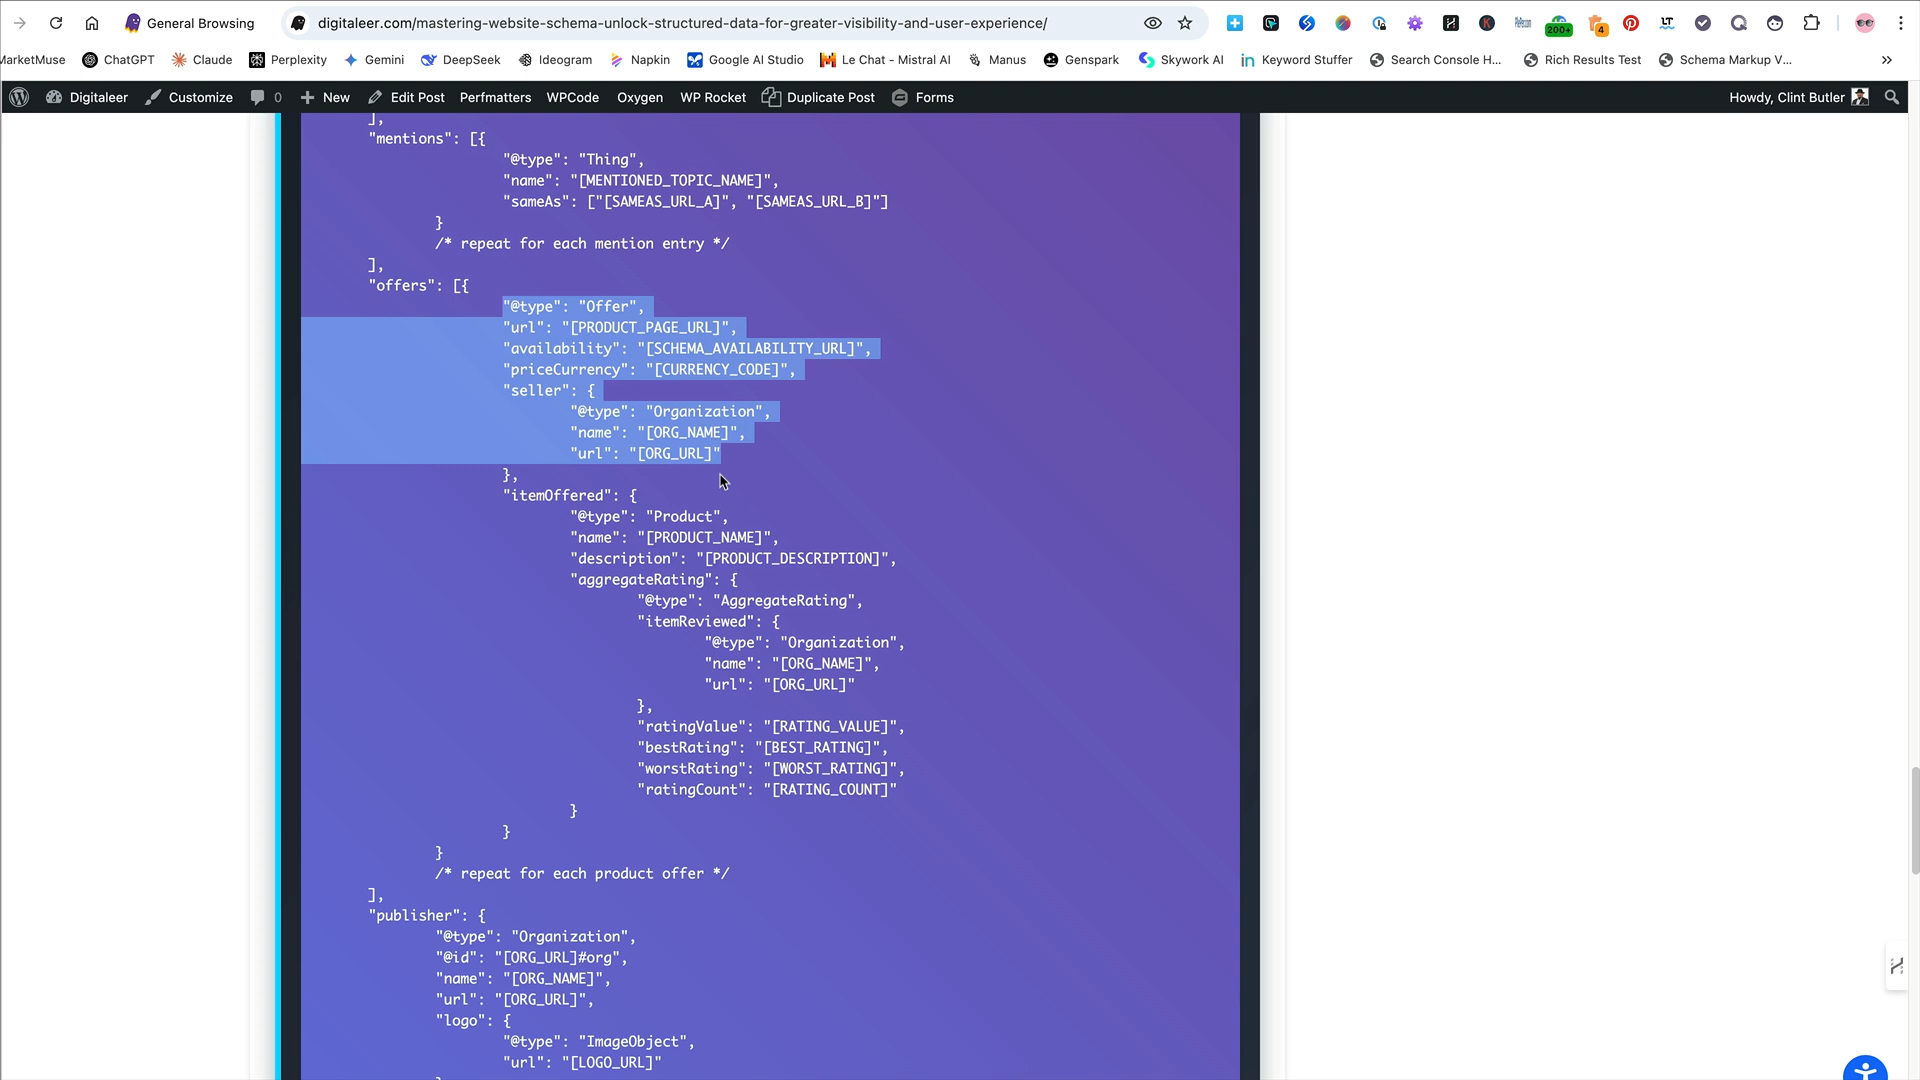 General Browsing
digitaleer.com/mastering-website-schema-unlock-structured-data-for-greater-visibility-and-user-experience/
200+
4
MarketMuse ChatGPT Claude Perplexity Gemini DeepSeek Ideogram Napkin Google AI Studio Le Chat - Mistral AI Manus Genspark Skywork AI Keyword Stuffer Search Console H... Rich Results Test Schema Markup V...
Digitaleer Customize 0 New Edit Post Perfmatters WPCode Oxygen WP Rocket Duplicate Post Forms Howdy, Clint Butler
],
"mentions": [{
"@type": "Thing",
"name": "[MENTIONED_TOPIC_NAME]",
"sameAs": ["[SAMEAS_URL_A]", "[SAMEAS_URL_B]"]
}
/* repeat for each mention entry */
],
"offers": [{
"@type": "Offer",
"url": "[PRODUCT_PAGE_URL]",
"availability": "[SCHEMA_AVAILABILITY_URL]",
"priceCurrency": "[CURRENCY_CODE]",
"seller": {
"@type": "Organization",
"name": "[ORG_NAME]",
"url": "[ORG_URL]"
},
"itemOffered": {
"@type": "Product",
"name": "[PRODUCT_NAME]",
"description": "[PRODUCT_DESCRIPTION]",
"aggregateRating": {
"@type": "AggregateRating",
"itemReviewed": {
"@type": "Organization",
"name": "[ORG_NAME]",
"url": "[ORG_URL]"
},
"ratingValue": "[RATING_VALUE]",
"bestRating": "[BEST_RATING]",
"worstRating": "[WORST_RATING]",
"ratingCount": "[RATING_COUNT]"
}
}
}
/* repeat for each product offer */
],
"publisher": {
"@type": "Organization",
"@id": "[ORG_URL]#org",
"name": "[ORG_NAME]",
"url": "[ORG_URL]",
"logo": {
"@type": "ImageObject",
"url": "[LOGO_URL]"